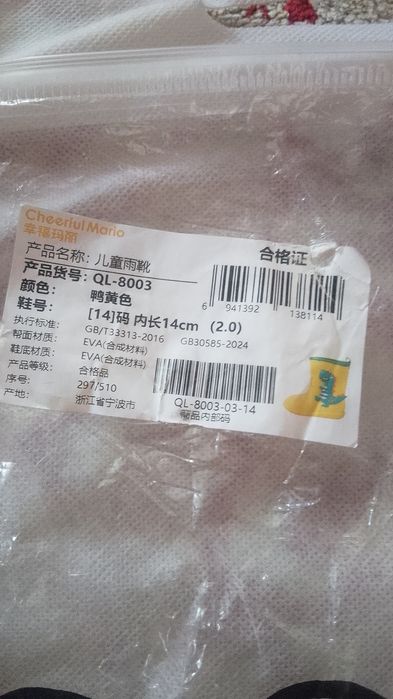 Cheerful Mario
幸福玛丽
合格证
产品名称: 儿童雨靴
产品货号: QL-8003
颜色: 鸭黄色
鞋号: [14]码 内长14cm (2.0)
执行标准: GB/T33313-2016 GB30585-2024
帮面材质: EVA(合成材料)
鞋底材质: EVA(合成材料)
产品等级: 合格品
序号: 297/510
产地: 浙江省宁波市
6 941392 138114
QL-8003-03-14
商品内部码